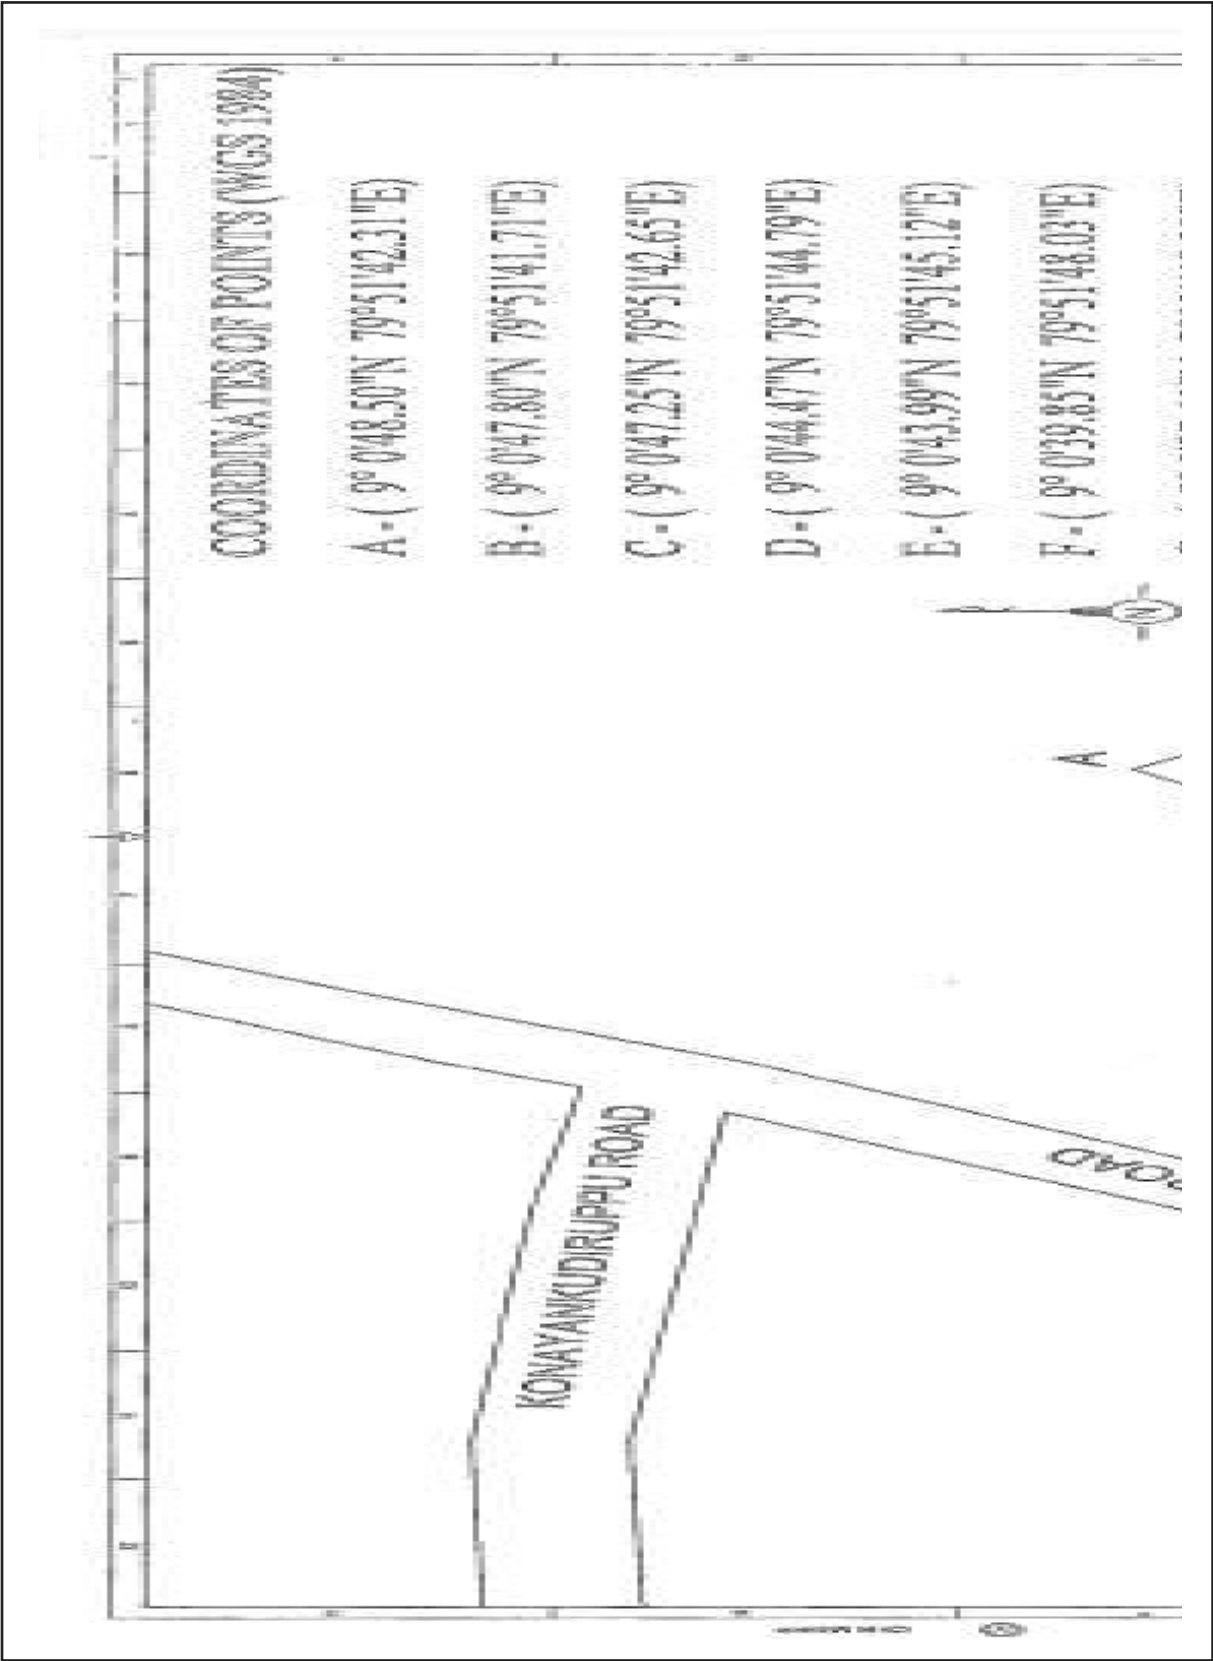 COORDINATES OF POINTS (WGS 1984)
A - ( 9° 0'48.50"N 79°51'42.31"E)
B - ( 9° 0'47.80"N 79°51'41.71"E)
C - ( 9° 0'47.25"N 79°51'42.65"E)
D - ( 9° 0'44.47"N 79°51'44.79"E)
E - ( 9° 0'43.99"N 79°51'45.12"E)
F - ( 9° 0'39.85"N 79°51'48.03"E)
N
A
KONAYANKUDIRUPPU ROAD
ROAD